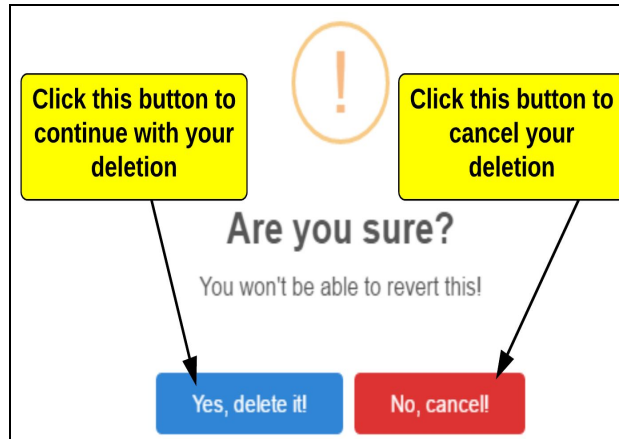 !
Click this button to
continue with your
deletion
Click this button to
cancel your
deletion
Are you sure?
You won't be able to revert this!
Yes, delete it!
No, cancel!